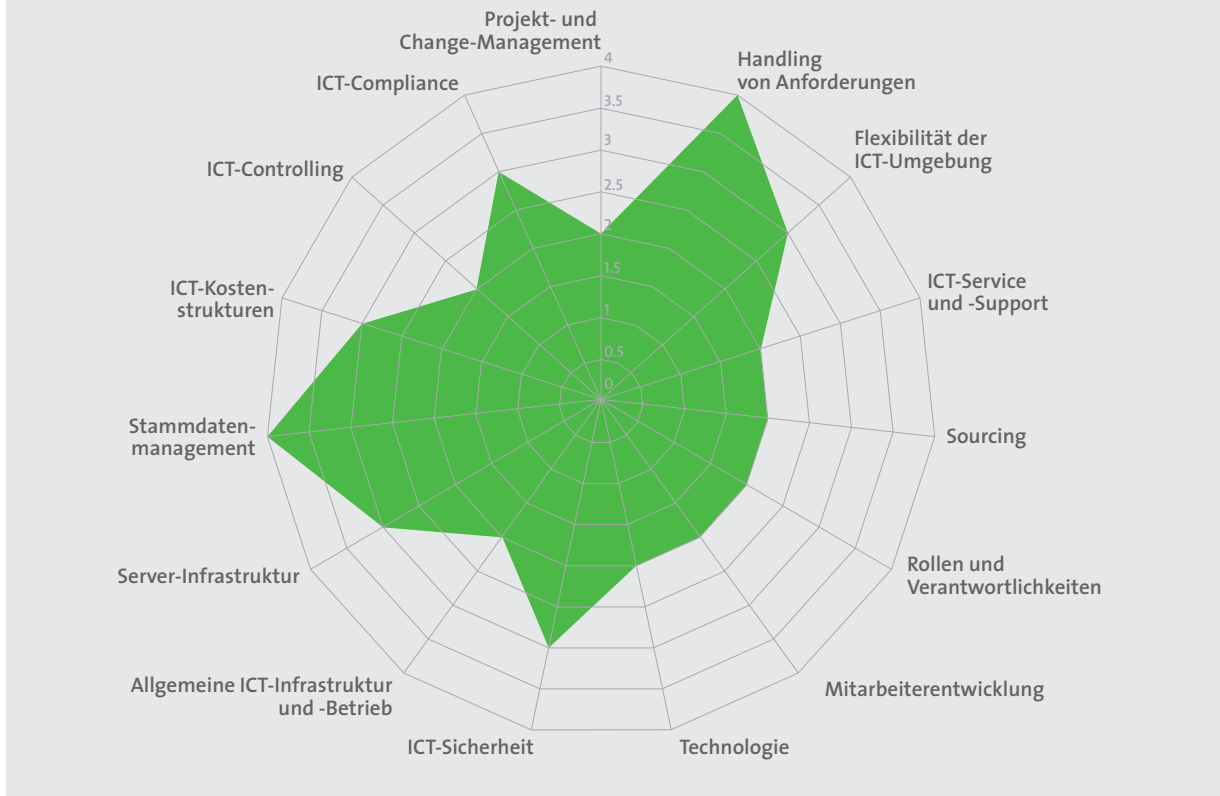 Projekt- und
Change-Management
Handling
von Anforderungen
Flexibilität der
ICT-Umgebung
ICT-Service
und -Support
Sourcing
Rollen und
Verantwortlichkeiten
Mitarbeiterentwicklung
Technologie
ICT-Sicherheit
Allgemeine ICT-Infrastruktur
und -Betrieb
Server-Infrastruktur
Stammdaten-
management
ICT-Kosten-
strukturen
ICT-Controlling
ICT-Compliance
4
3.5
3
2.5
2
1.5
1
0.5
0